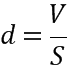 d = V/S